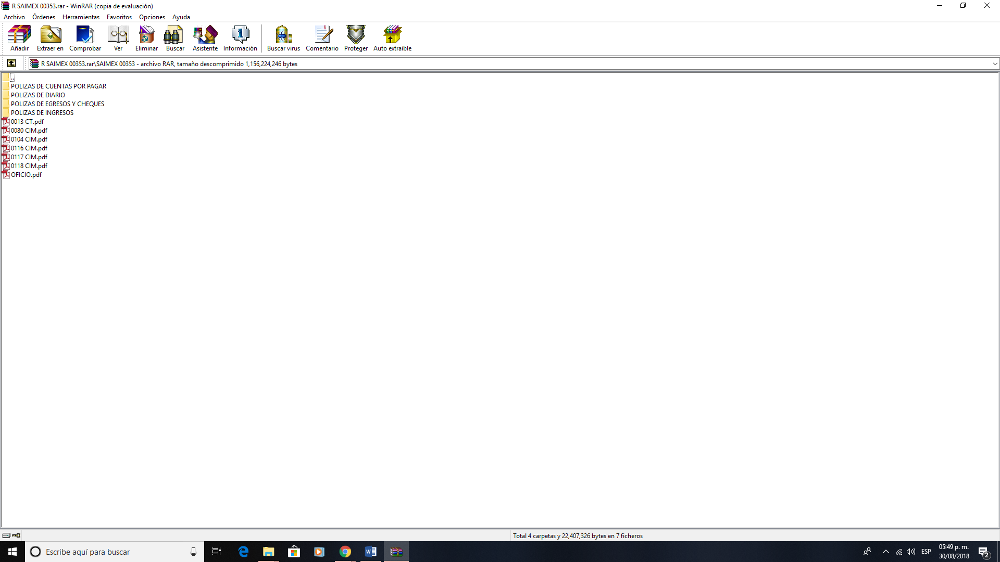 R SAIMEX 00353.rar - WinRAR (copia de evaluación)
Archivo Órdenes Herramientas Favoritos Opciones Ayuda
Añadir Extraer en Comprobar Ver Eliminar Buscar Asistente Información Buscar virus Comentario Proteger Auto extraíble
R SAIMEX 00353.rar\SAIMEX 00353 - archivo RAR, tamaño descomprimido 1,156,224,246 bytes
..
POLIZAS DE CUENTAS POR PAGAR
POLIZAS DE DIARIO
POLIZAS DE EGRESOS Y CHEQUES
POLIZAS DE INGRESOS
0013 CT.pdf
0080 CIM.pdf
0104 CIM.pdf
0116 CIM.pdf
0117 CIM.pdf
0118 CIM.pdf
OFICIO.pdf
Total 4 carpetas y 22,407,326 bytes en 7 ficheros
Escribe aquí para buscar
ESP
05:49 p. m.
30/08/2018
2